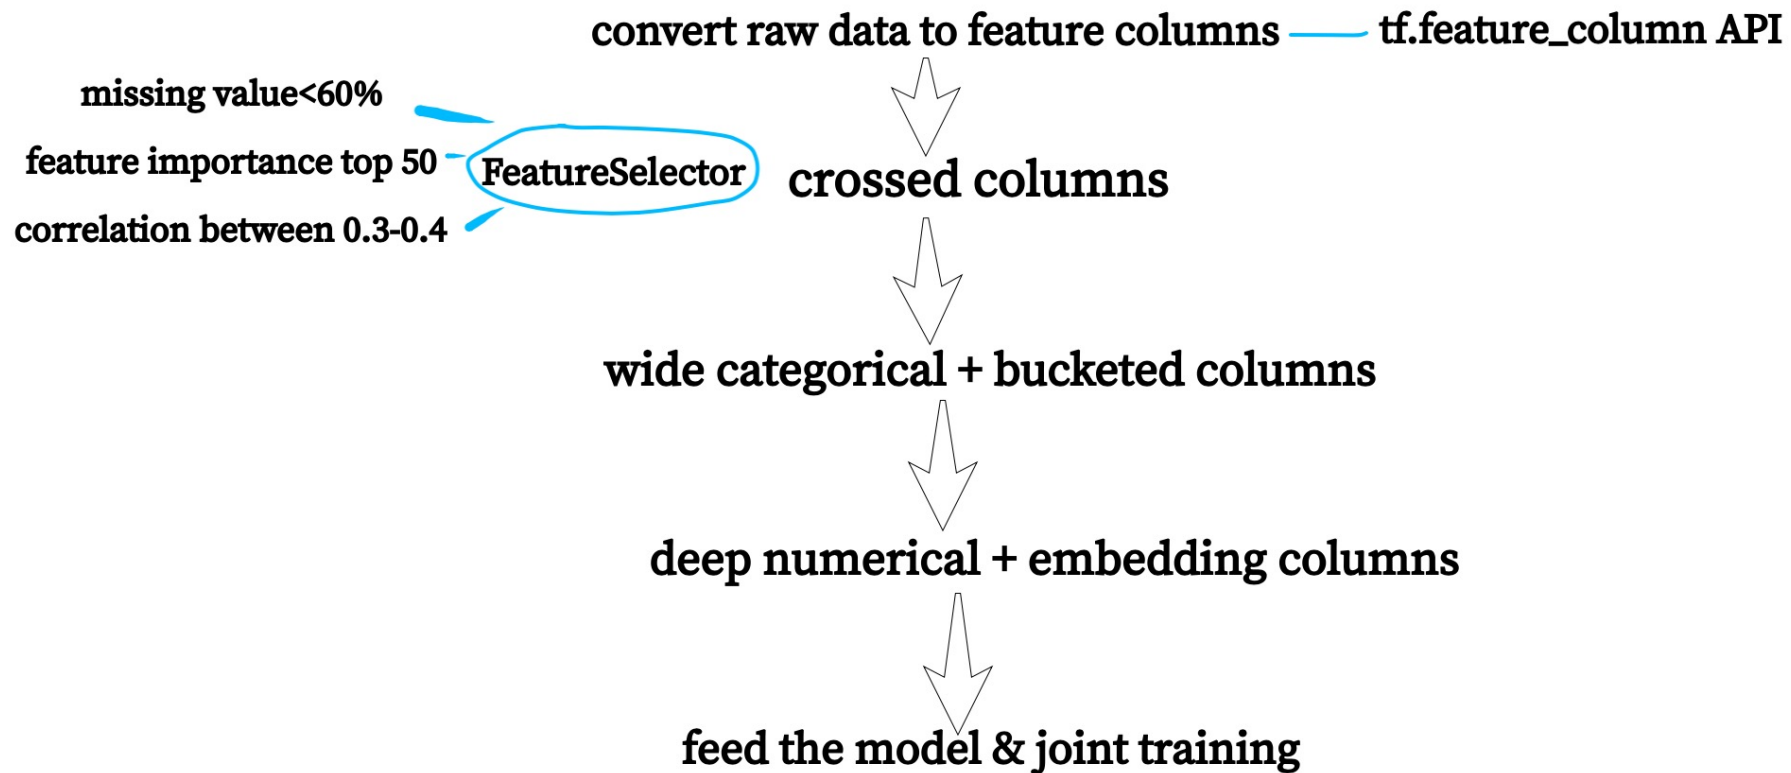 convert raw data to feature columns
tf.feature_column API
missing value<60%
feature importance top 50
correlation between 0.3-0.4
FeatureSelector
crossed columns
wide categorical + bucketed columns
deep numerical + embedding columns
feed the model & joint training